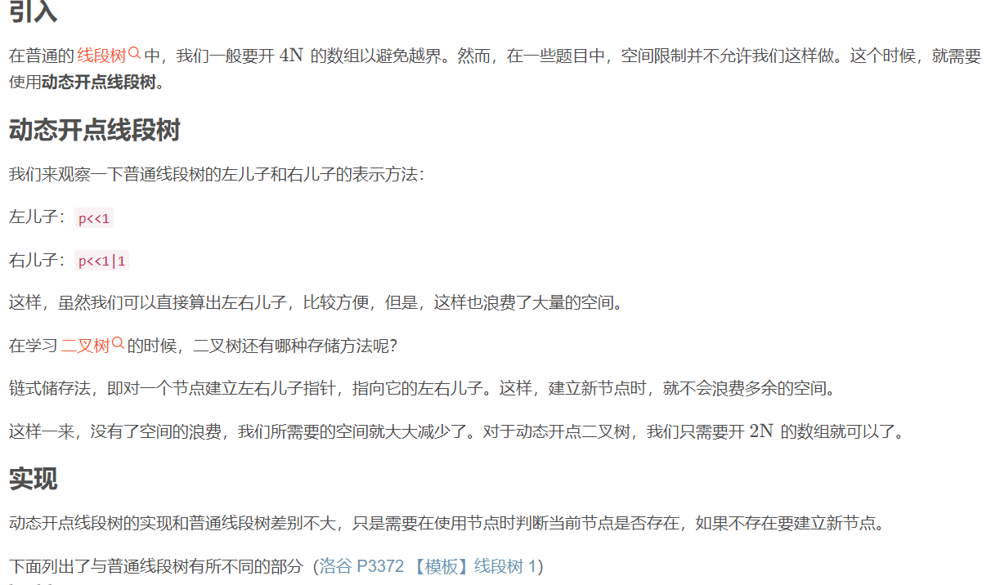 引入
在普通的 线段树 中，我们一般要开 4N 的数组以避免越界。然而，在一些题目中，空间限制并不允许我们这样做。这个时候，就需要
使用动态开点线段树。
动态开点线段树
我们来观察一下普通线段树的左儿子和右儿子的表示方法：
左儿子： p<<1
右儿子： p<<1|1
这样，虽然我们可以直接算出左右儿子，比较方便，但是，这样也浪费了大量的空间。
在学习 二叉树 的时候，二叉树还有哪种存储方法呢？
链式储存法，即对一个节点建立左右儿子指针，指向它的左右儿子。这样，建立新节点时，就不会浪费多余的空间。
这样一来，没有了空间的浪费，我们所需要的空间就大大减少了。对于动态开点二叉树，我们只需要开 2N 的数组就可以了。
实现
动态开点线段树的实现和普通线段树差别不大，只是需要在使用节点时判断当前节点是否存在，如果不存在要建立新节点。
下面列出了与普通线段树有所不同的部分（洛谷 P3372 【模板】线段树 1）